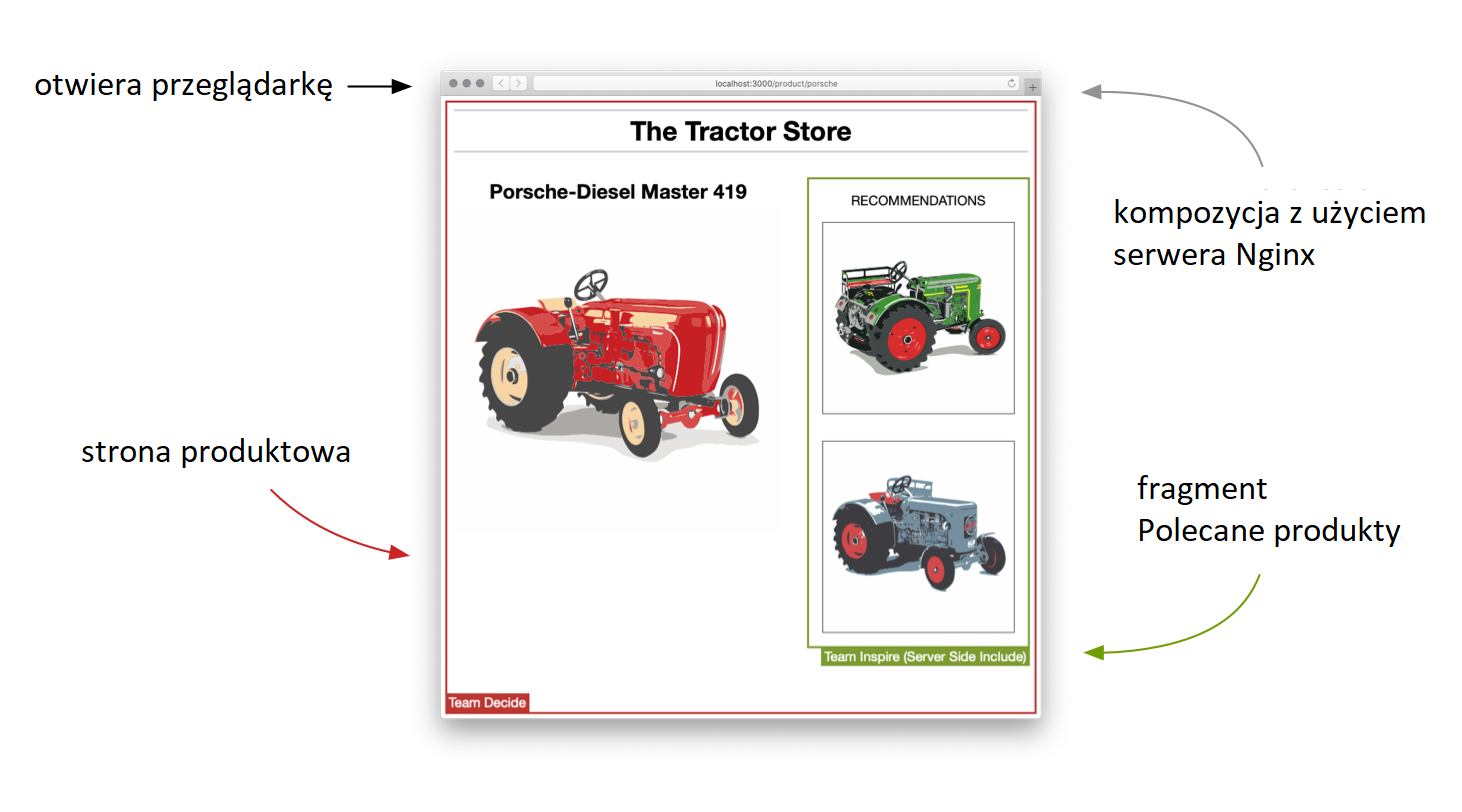 otwiera przeglądarkę
localhost:3000/product/porsche
The Tractor Store
Porsche-Diesel Master 419
RECOMMENDATIONS
kompozycja z użyciem
serwera Nginx
strona produktowa
fragment
Polecane produkty
Team Inspire (Server Side Include)
Team Decide